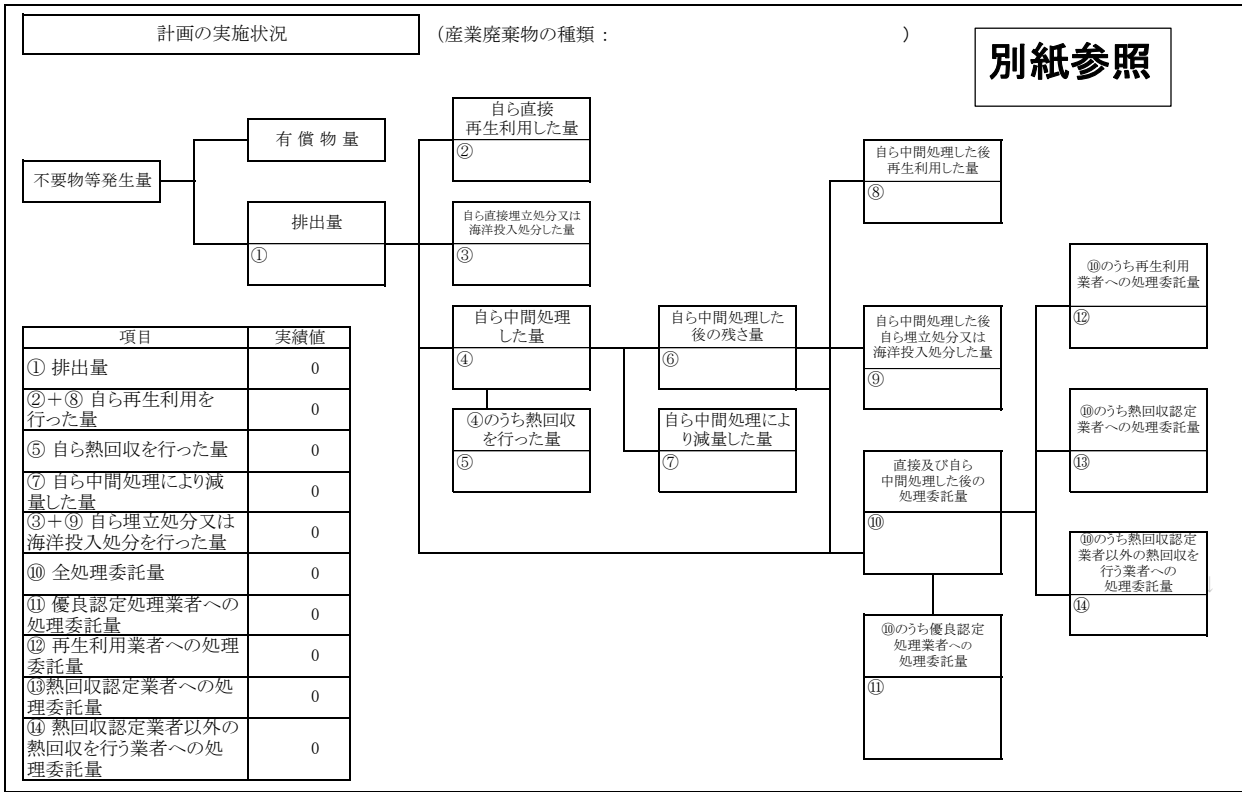 計画の実施状況
(産業廃棄物の種類： )
別紙参照
不要物等発生量
有 償 物 量
排出量
①
自ら直接
再生利用した量
②
自ら直接埋立処分又は
海洋投入処分した量
③
自ら中間処理
した量
④
④のうち熱回収
を行った量
⑤
自ら中間処理した
後の残さ量
⑥
自ら中間処理によ
り減量した量
⑦
自ら中間処理した後
再生利用した量
⑧
自ら中間処理した後
自ら埋立処分又は
海洋投入処分した量
⑨
直接及び自ら
中間処理した後の
処理委託量
⑩
⑩のうち優良認定
処理業者への
処理委託量
⑪
⑩のうち再生利用
業者への処理委託量
⑫
⑩のうち熱回収認定
業者への処理委託量
⑬
⑩のうち熱回収認定
業者以外の熱回収を
行う業者への
処理委託量
⑭
項目 実績値
① 排出量 0
②＋⑧ 自ら再生利用を
行った量 0
⑤ 自ら熱回収を行った量 0
⑦ 自ら中間処理により減
量した量 0
③＋⑨ 自ら埋立処分又は
海洋投入処分を行った量 0
⑩ 全処理委託量 0
⑪ 優良認定処理業者への
処理委託量 0
⑫ 再生利用業者への処理
委託量 0
⑬熱回収認定業者への処
理委託量 0
⑭ 熱回収認定業者以外の
熱回収を行う業者への処
理委託量 0